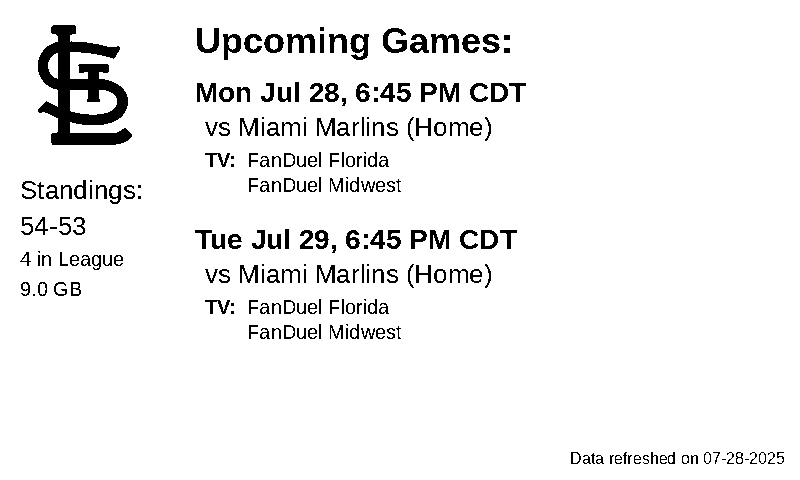 STL
Standings:
54-53
4 in League
9.0 GB
Upcoming Games:
Mon Jul 28, 6:45 PM CDT
vs Miami Marlins (Home)
TV: FanDuel Florida
FanDuel Midwest
Tue Jul 29, 6:45 PM CDT
vs Miami Marlins (Home)
TV: FanDuel Florida
FanDuel Midwest
Data refreshed on 07-28-2025